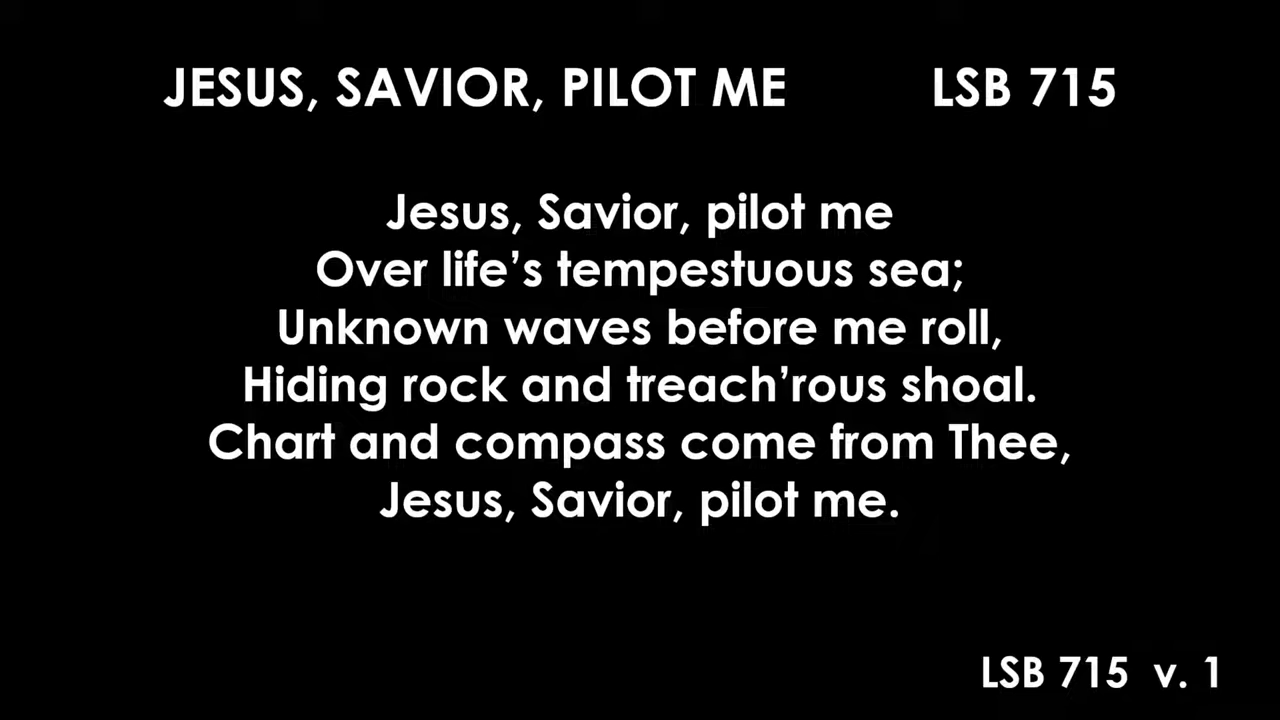 JESUS, SAVIOR, PILOT ME LSB 715
Jesus, Savior, pilot me
Over life’s tempestuous sea;
Unknown waves before me roll,
Hiding rock and treach’rous shoal.
Chart and compass come from Thee,
Jesus, Savior, pilot me.
LSB 715 v. 1